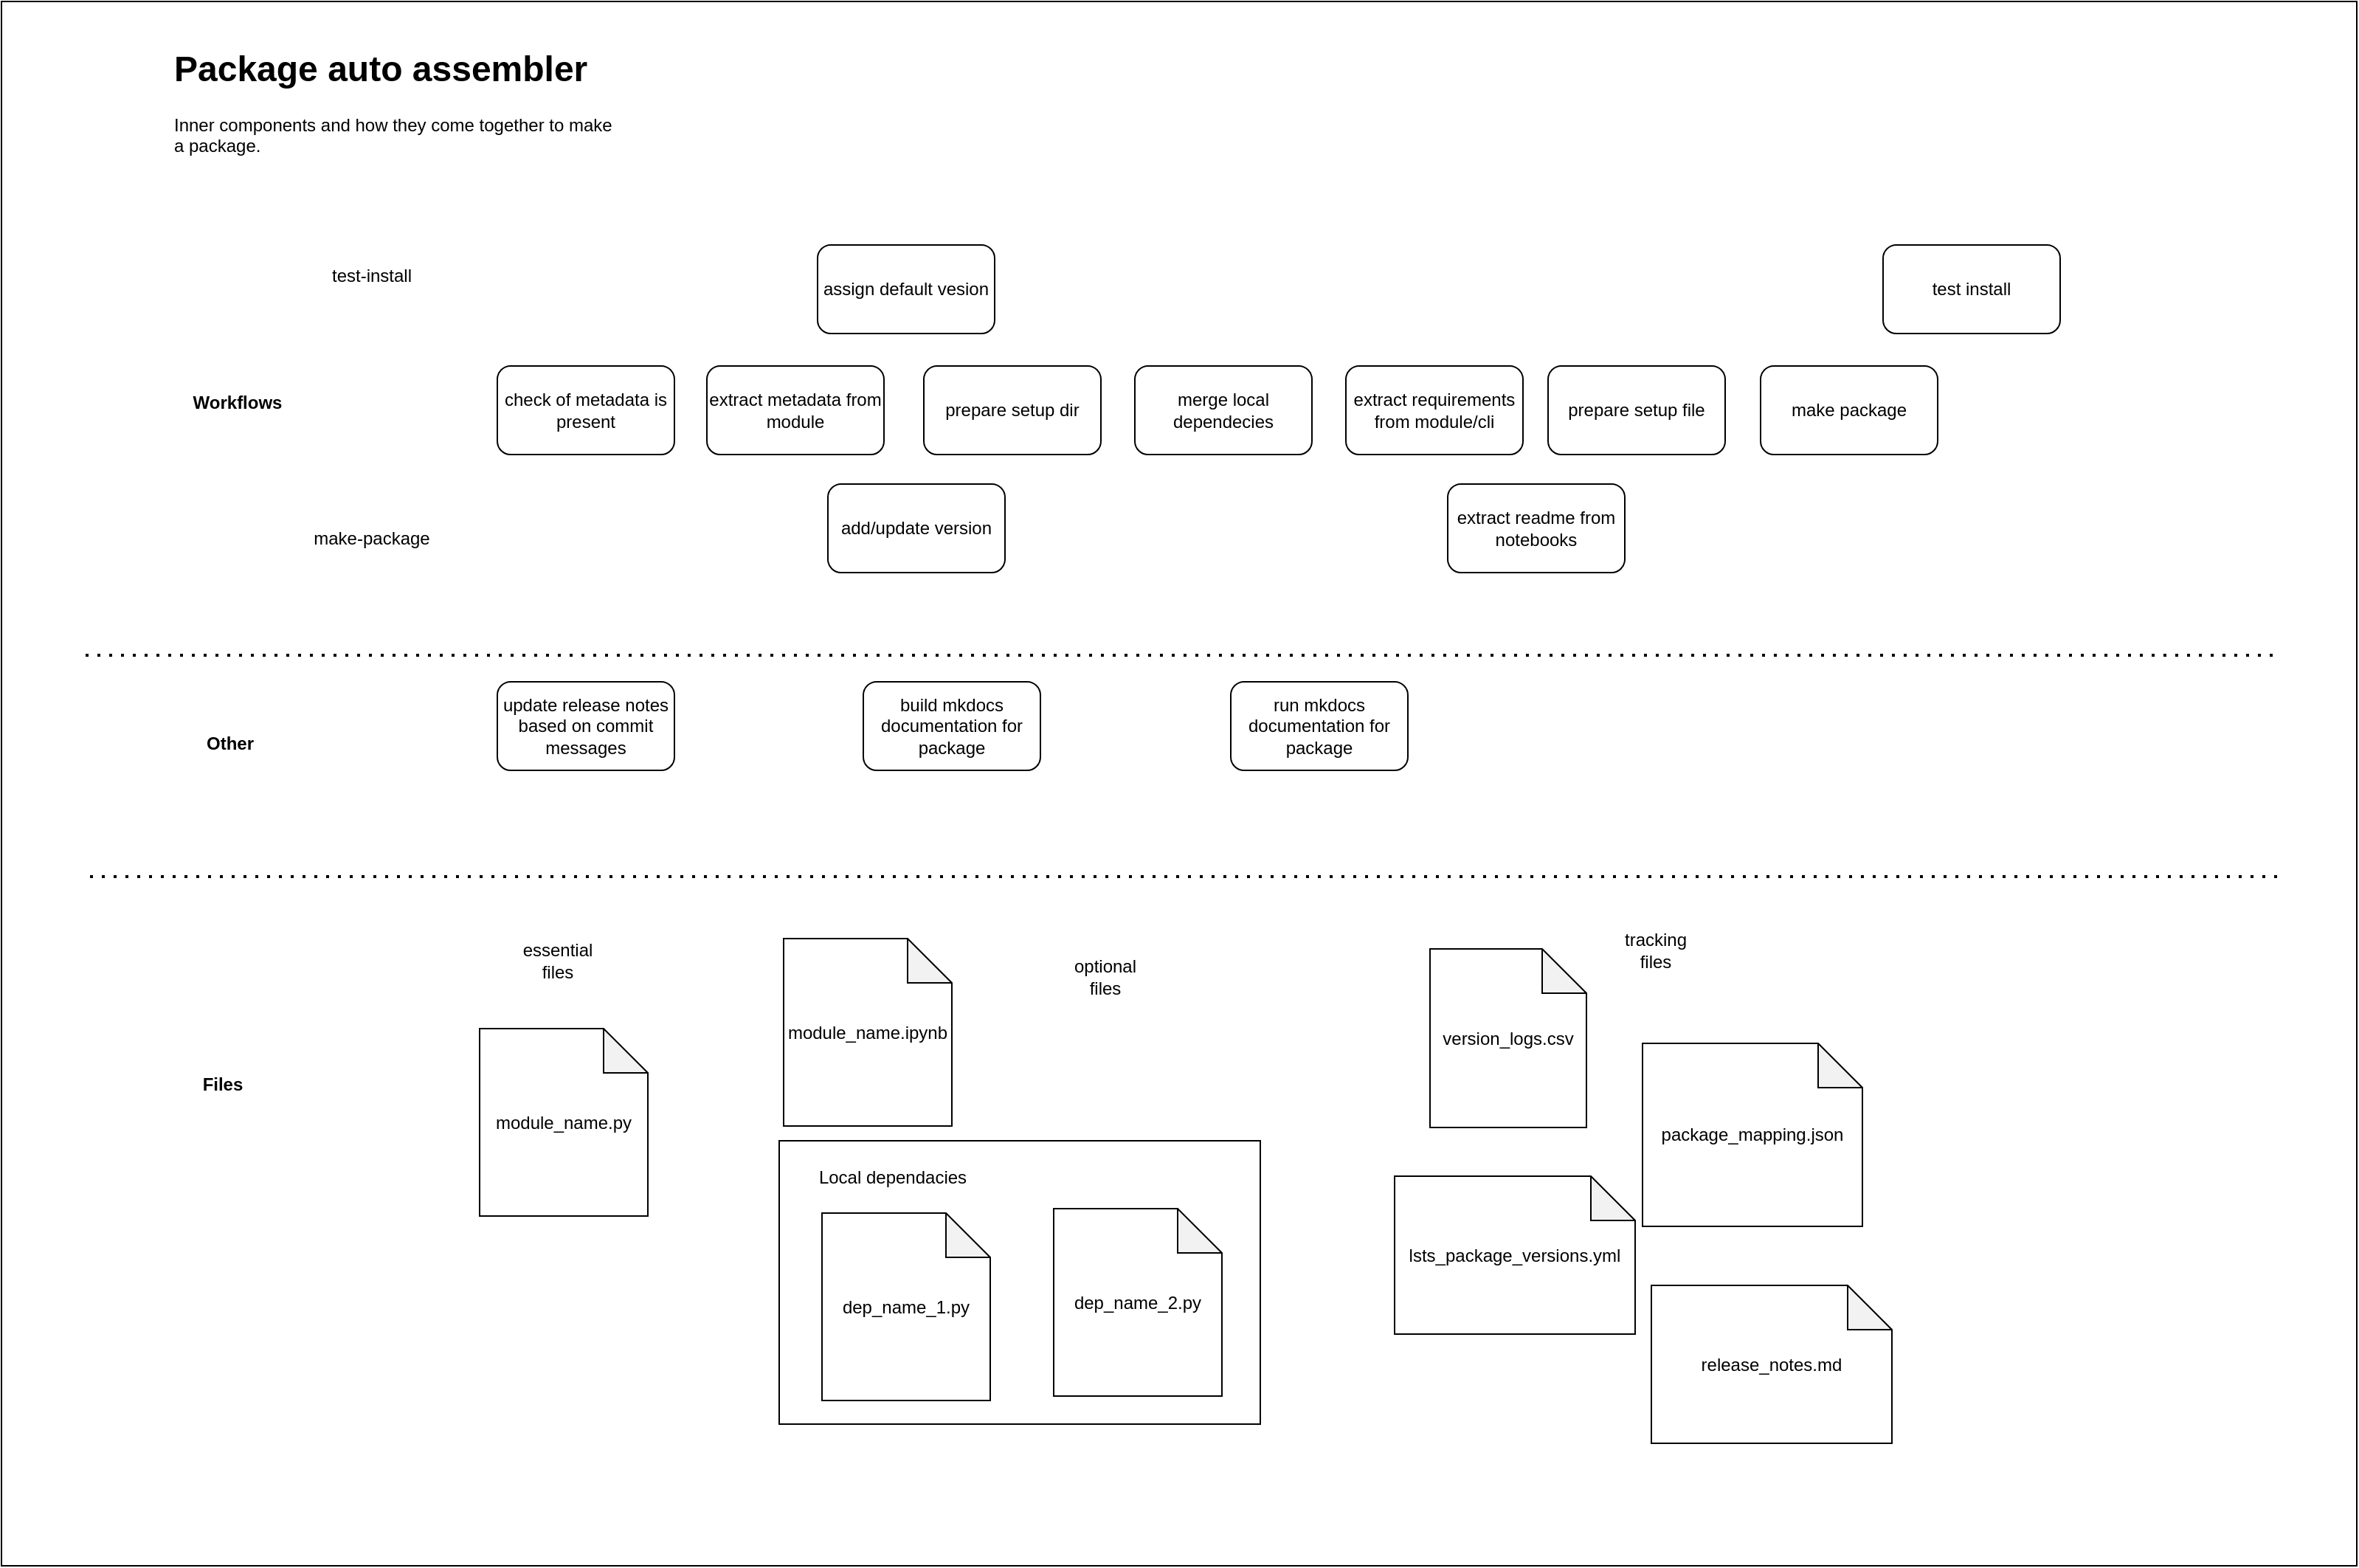 Package auto assembler
Inner components and how they come together to make
a package.
test-install
assign default vesion
test install
Workflows
check of metadata is
present
extract metadata from
module
prepare setup dir
merge local
dependecies
extract requirements
from module/cli
prepare setup file
make package
make-package
add/update version
extract readme from
notebooks
Other
update release notes
based on commit
messages
build mkdocs
documentation for
package
run mkdocs
documentation for
package
Files
essential
files
module_name.py
module_name.ipynb
optional
files
Local dependacies
dep_name_1.py
dep_name_2.py
tracking
files
version_logs.csv
package_mapping.json
lsts_package_versions.yml
release_notes.md